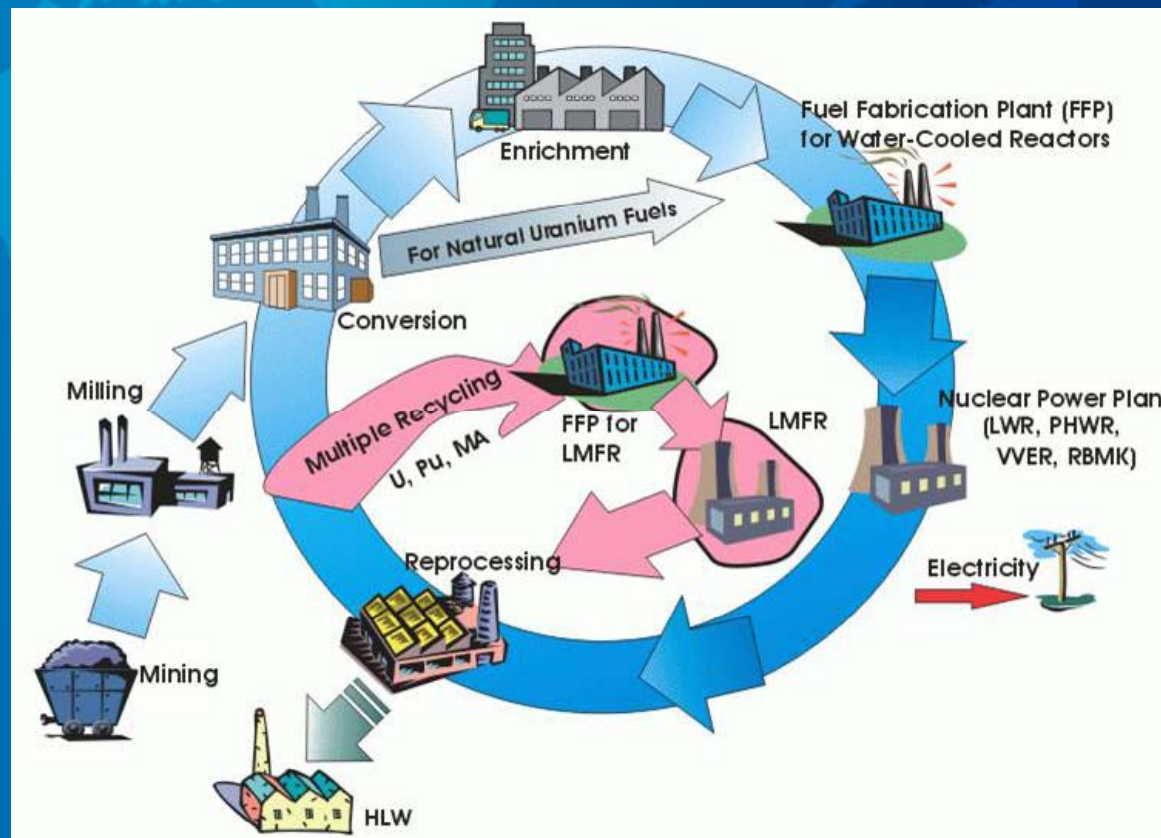 Enrichment
Fuel Fabrication Plant (FFP)
for Water-Cooled Reactors
For Natural Uranium Fuels
Conversion
Milling
Multiple Recycling
U, Pu, MA
FFP for
LMFR
LMFR
Nuclear Power Plan
(LWR, PHWR,
VVER, RBMK)
Reprocessing
Electricity
Mining
HLW